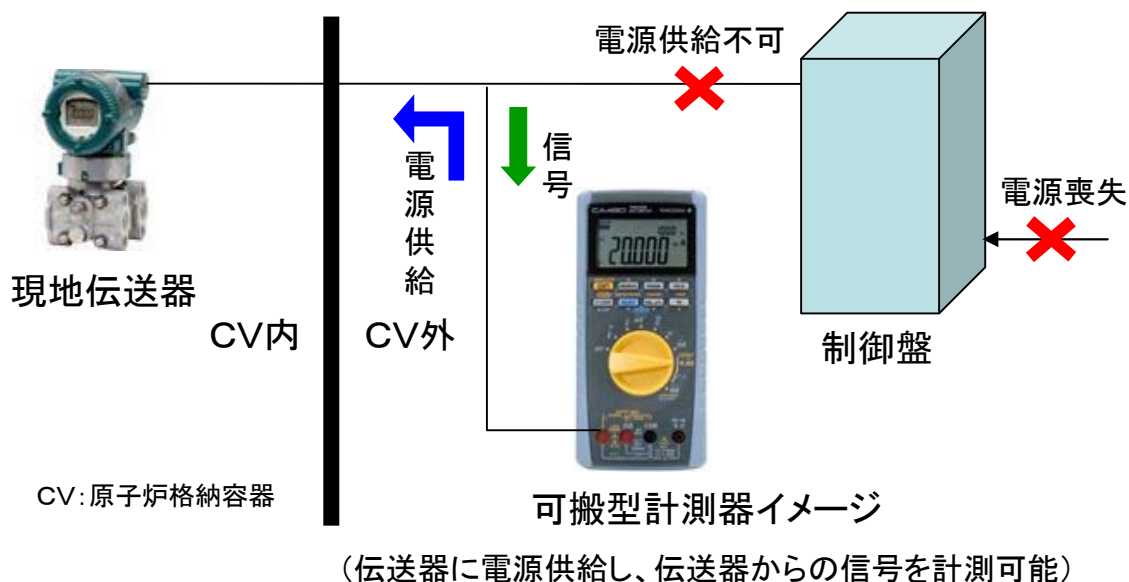 電源供給不可
信号
電源供給
電源喪失
現地伝送器
CV内
CV外
20.000
制御盤
CV:原子炉格納容器
可搬型計測器イメージ
(伝送器に電源供給し、伝送器からの信号を計測可能)